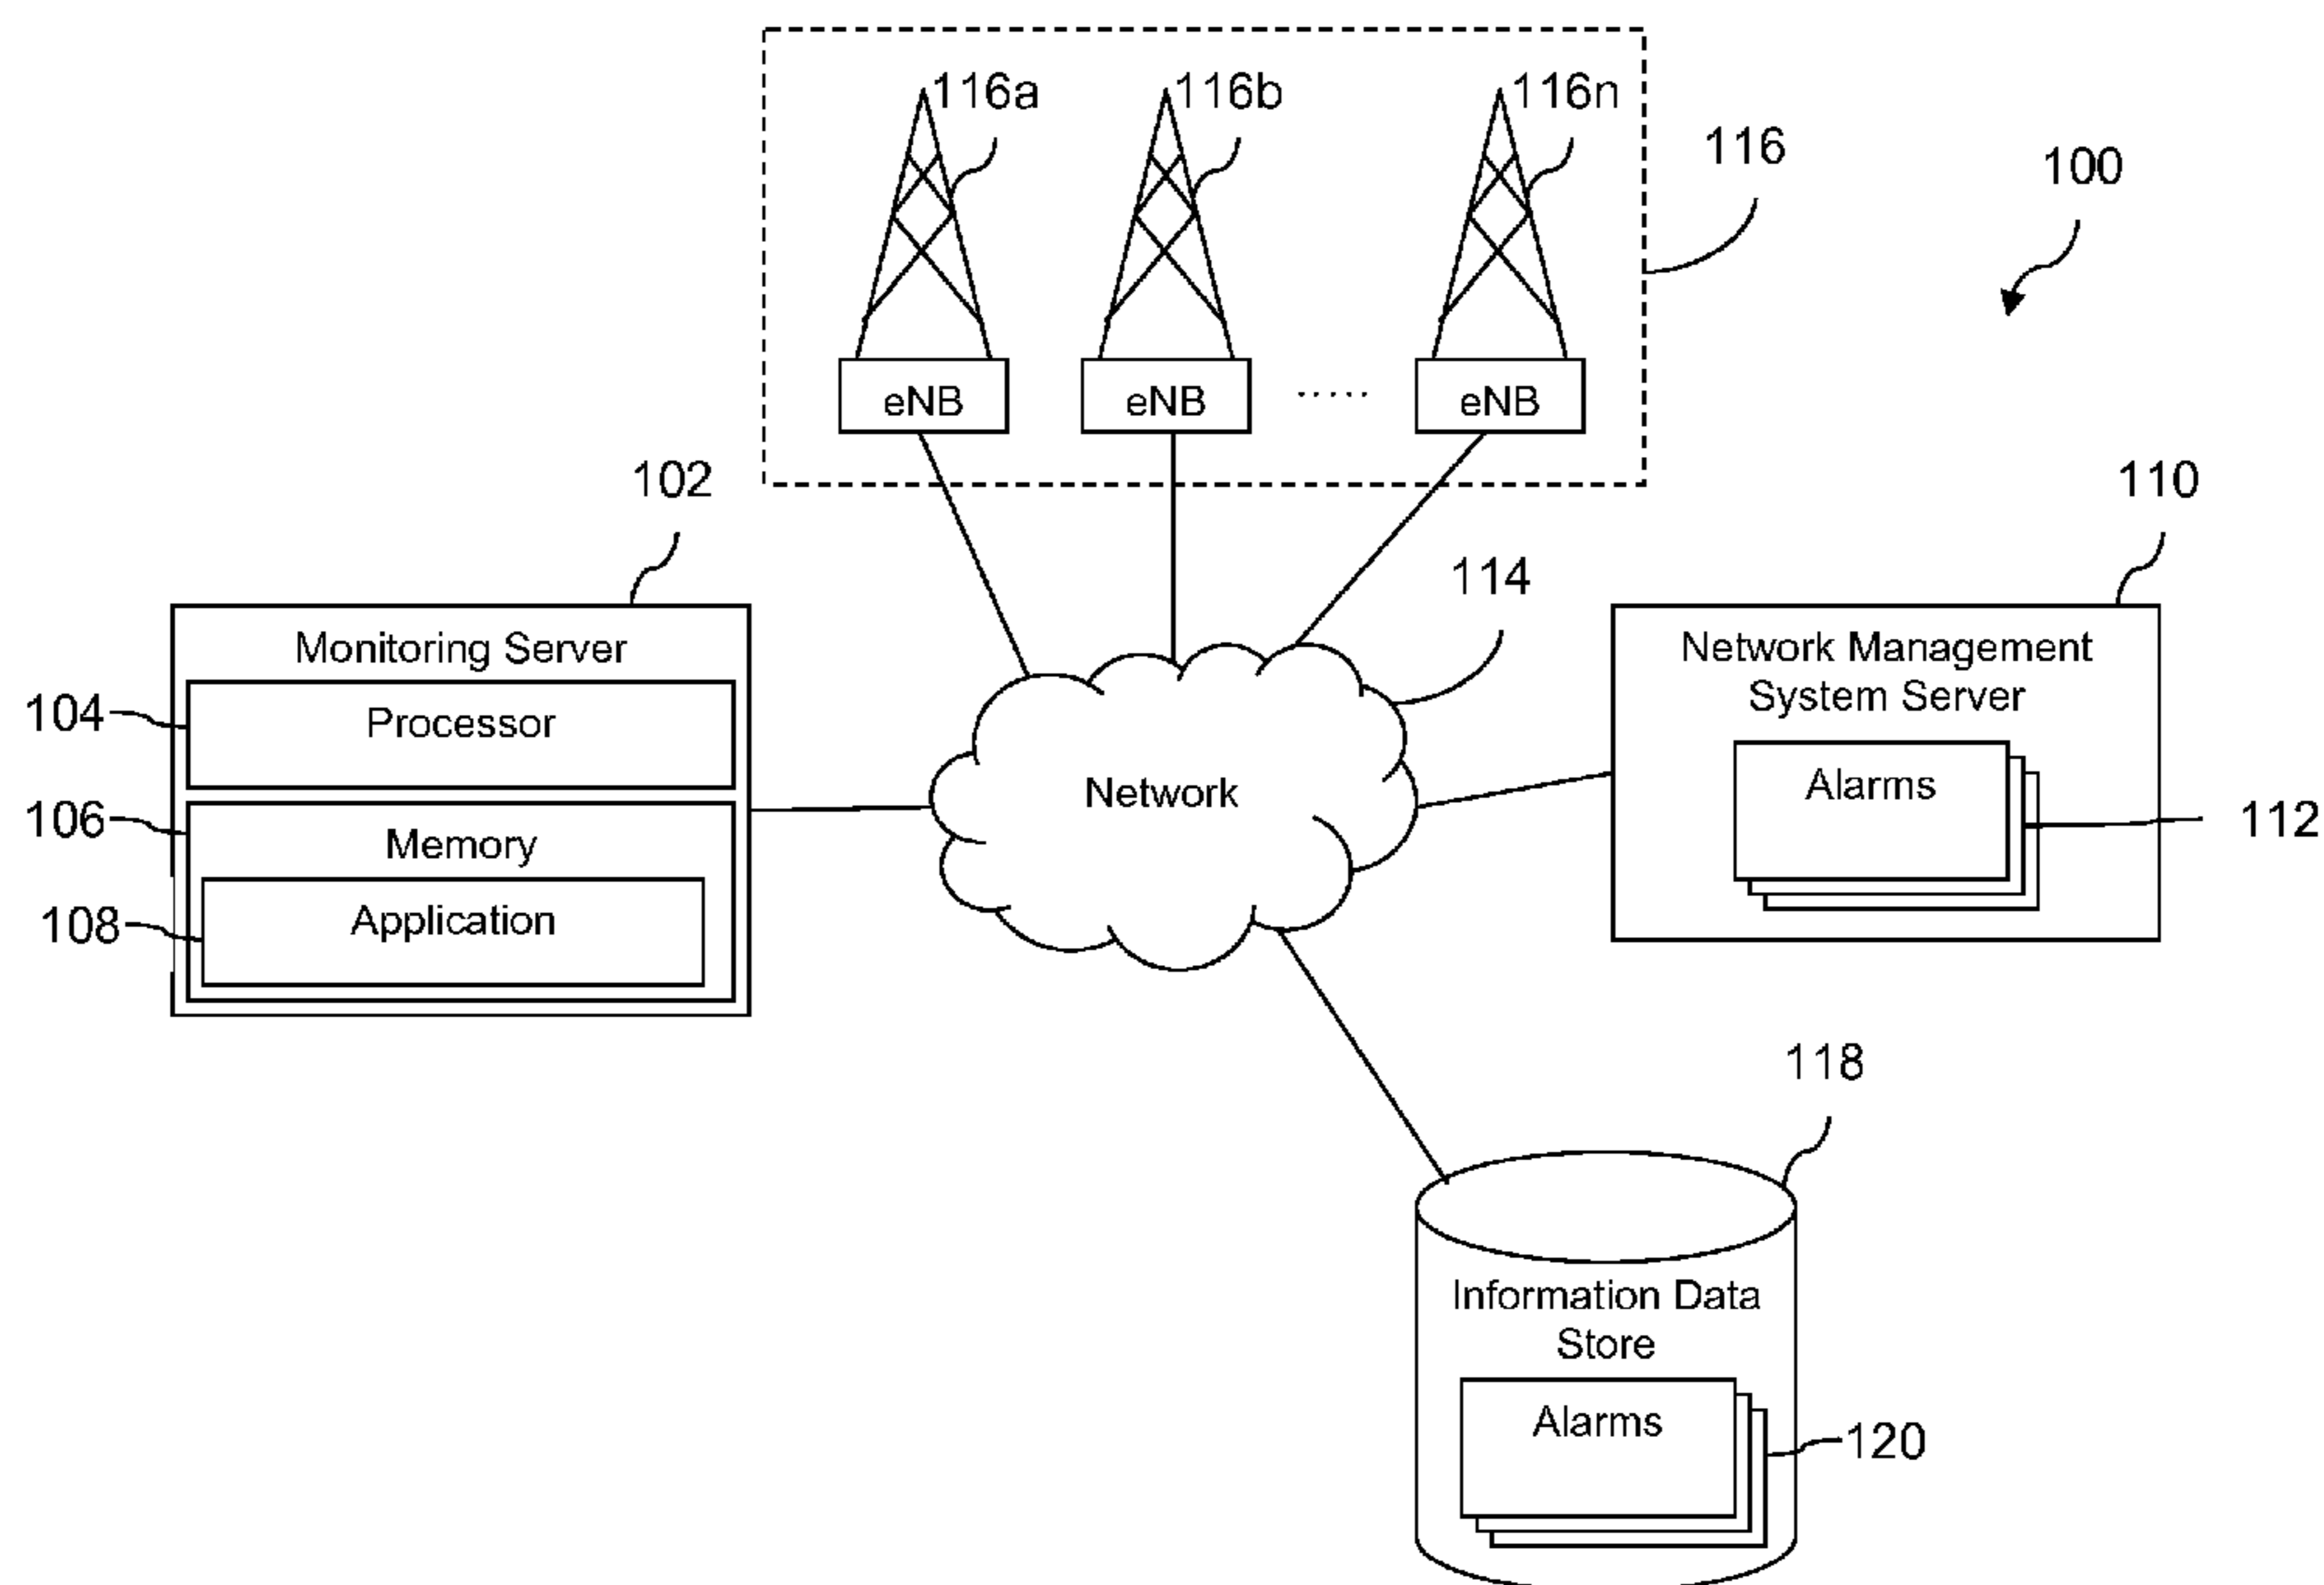 116a
116b
116n
116
100
eNB
eNB
.....
eNB
102
110
114
Monitoring Server
Network Management
System Server
104
Processor
Alarms
Network
106
Memory
112
108
Application
118
Information Data
Store
Alarms
120